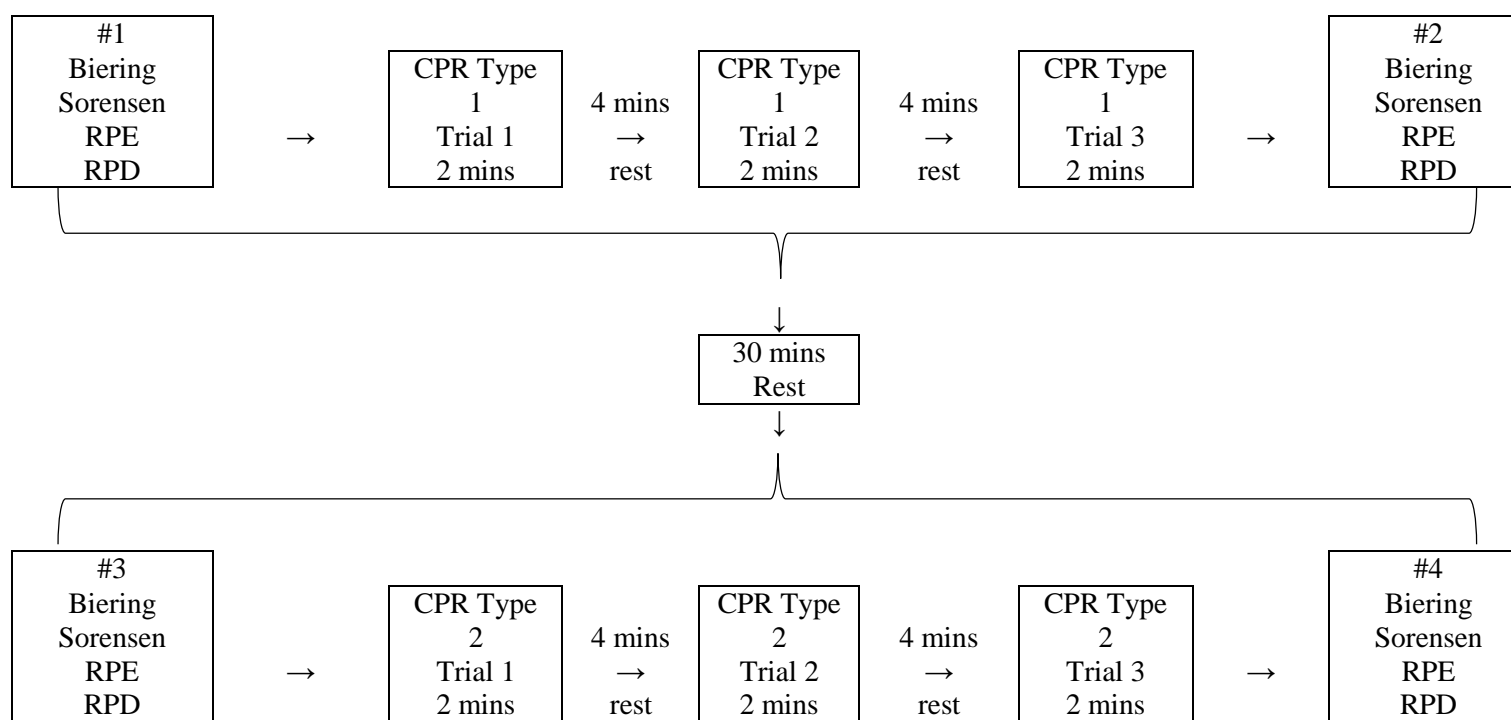 #1
Biering
Sorensen
RPE
RPD
→
CPR Type
1
Trial 1
2 mins
4 mins
→
rest
CPR Type
1
Trial 2
2 mins
4 mins
→
rest
CPR Type
1
Trial 3
2 mins
→
#2
Biering
Sorensen
RPE
RPD
↓
30 mins
Rest
↓
#3
Biering
Sorensen
RPE
RPD
→
CPR Type
2
Trial 1
2 mins
4 mins
→
rest
CPR Type
2
Trial 2
2 mins
4 mins
→
rest
CPR Type
2
Trial 3
2 mins
→
#4
Biering
Sorensen
RPE
RPD